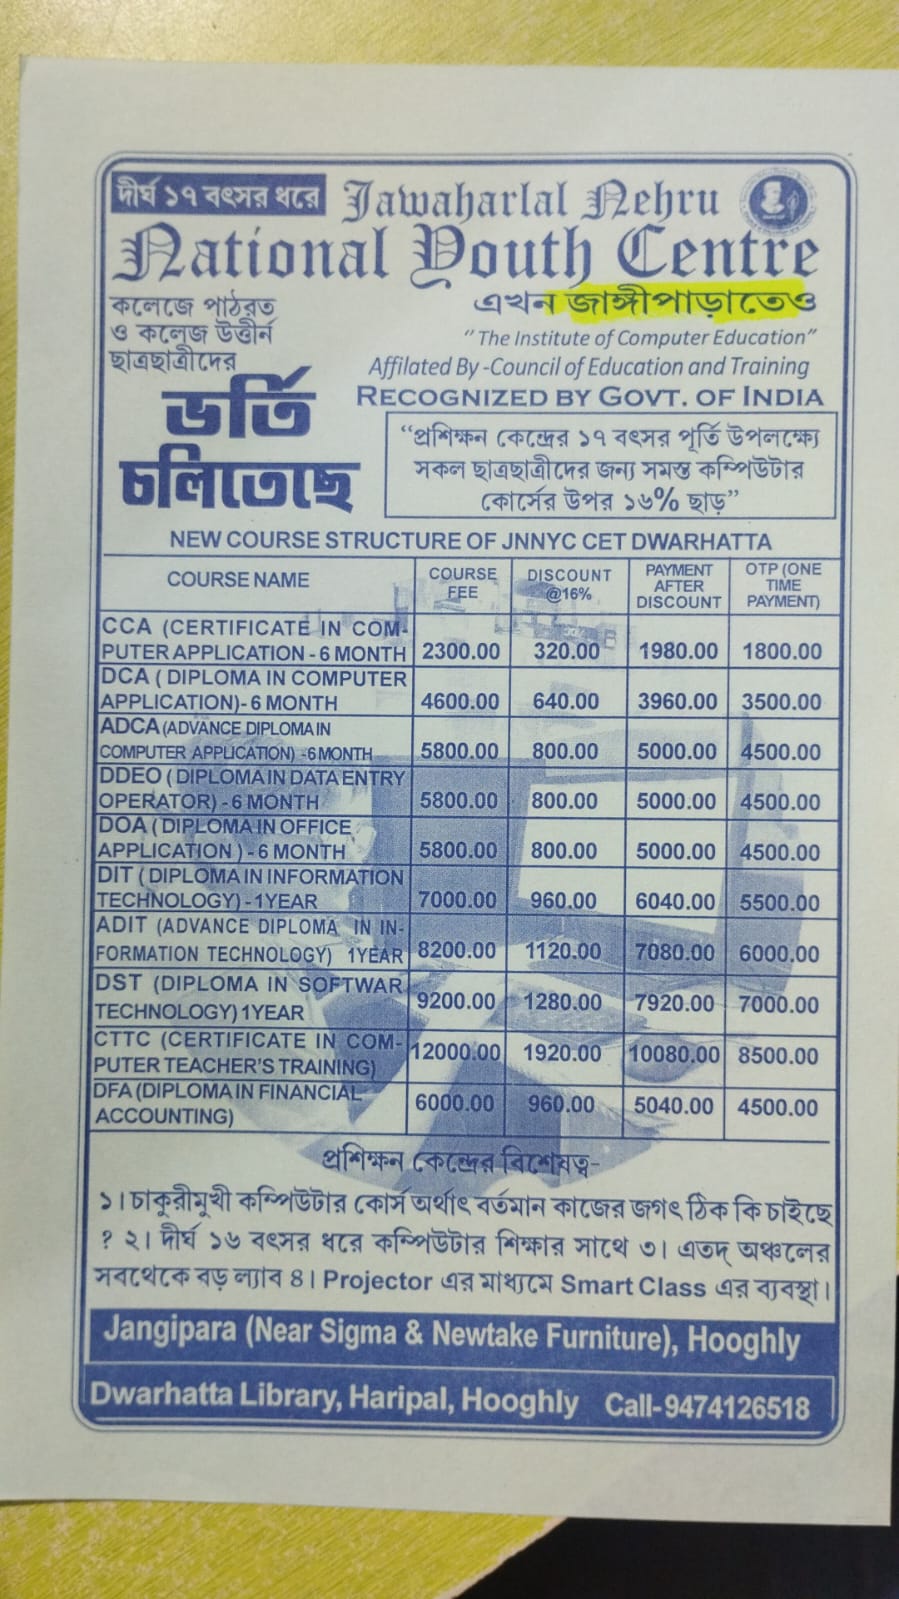 দীর্ঘ ১৭ বৎসর ধরে
Jawaharlal Nehru
National Youth Centre
এখন জাঙ্গীপাড়াতেও
কলেজে পাঠরত
ও কলেজ উত্তীর্ন
ছাত্রছাত্রীদের
ভর্তি
চলিতেছে
“The Institute of Computer Education”
Affilated By -Council of Education and Training
RECOGNIZED BY GOVT. OF INDIA
“প্রশিক্ষন কেন্দ্রের ১৭ বৎসর পূর্তি উপলক্ষ্যে
সকল ছাত্রছাত্রীদের জন্য সমস্ত কম্পিউটার
কোর্সের উপর ১৬% ছাড়”
NEW COURSE STRUCTURE OF JNNYC CET DWARHATTA
COURSE NAME COURSE FEE DISCOUNT @16% PAYMENT AFTER DISCOUNT OTP (ONE TIME PAYMENT)
CCA (CERTIFICATE IN COM-
PUTER APPLICATION - 6 MONTH 2300.00 320.00 1980.00 1800.00
DCA ( DIPLOMA IN COMPUTER
APPLICATION)- 6 MONTH 4600.00 640.00 3960.00 3500.00
ADCA (ADVANCE DIPLOMA IN
COMPUTER APPLICATION) - 6 MONTH 5800.00 800.00 5000.00 4500.00
DDEO ( DIPLOMA IN DATA ENTRY
OPERATOR) - 6 MONTH 5800.00 800.00 5000.00 4500.00
DOA ( DIPLOMA IN OFFICE
APPLICATION ) - 6 MONTH 5800.00 800.00 5000.00 4500.00
DIT ( DIPLOMA IN INFORMATION
TECHNOLOGY) - 1YEAR 7000.00 960.00 6040.00 5500.00
ADIT (ADVANCE DIPLOMA IN IN-
FORMATION TECHNOLOGY) 1YEAR 8200.00 1120.00 7080.00 6000.00
DST (DIPLOMA IN SOFTWAR
TECHNOLOGY) 1YEAR 9200.00 1280.00 7920.00 7000.00
CTTC (CERTIFICATE IN COM-
PUTER TEACHER'S TRAINING) 12000.00 1920.00 10080.00 8500.00
DFA (DIPLOMA IN FINANCIAL
ACCOUNTING) 6000.00 960.00 5040.00 4500.00
প্রশিক্ষন কেন্দ্রের বিশেষত্ব-
১। চাকুরীমুখী কম্পিউটার কোর্স অর্থাৎ বর্তমান কাজের জগৎ ঠিক কি চাইছে
? ২। দীর্ঘ ১৬ বৎসর ধরে কম্পিউটার শিক্ষার সাথে ৩। এতদ্ অঞ্চলের
সবথেকে বড় ল্যাব ৪। Projector এর মাধ্যমে Smart Class এর ব্যবস্থা।
Jangipara (Near Sigma & Newtake Furniture), Hooghly
Dwarhatta Library, Haripal, Hooghly Call-9474126518